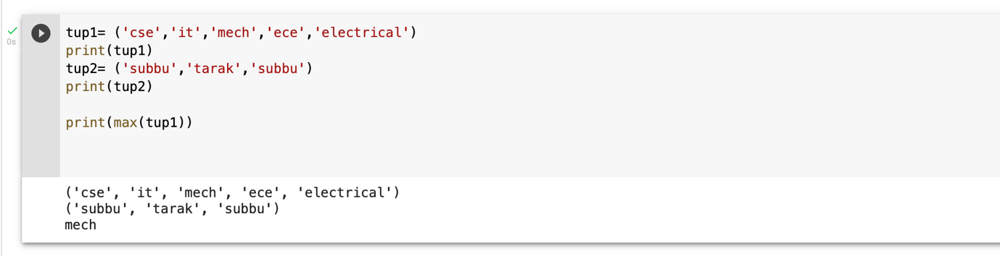 tup1= ('cse','it','mech','ece','electrical')
0s
print(tup1)
tup2= ('subbu','tarak','subbu')
print(tup2)
print(max(tup1))
('cse', 'it', 'mech', 'ece', 'electrical')
('subbu', 'tarak', 'subbu')
mech